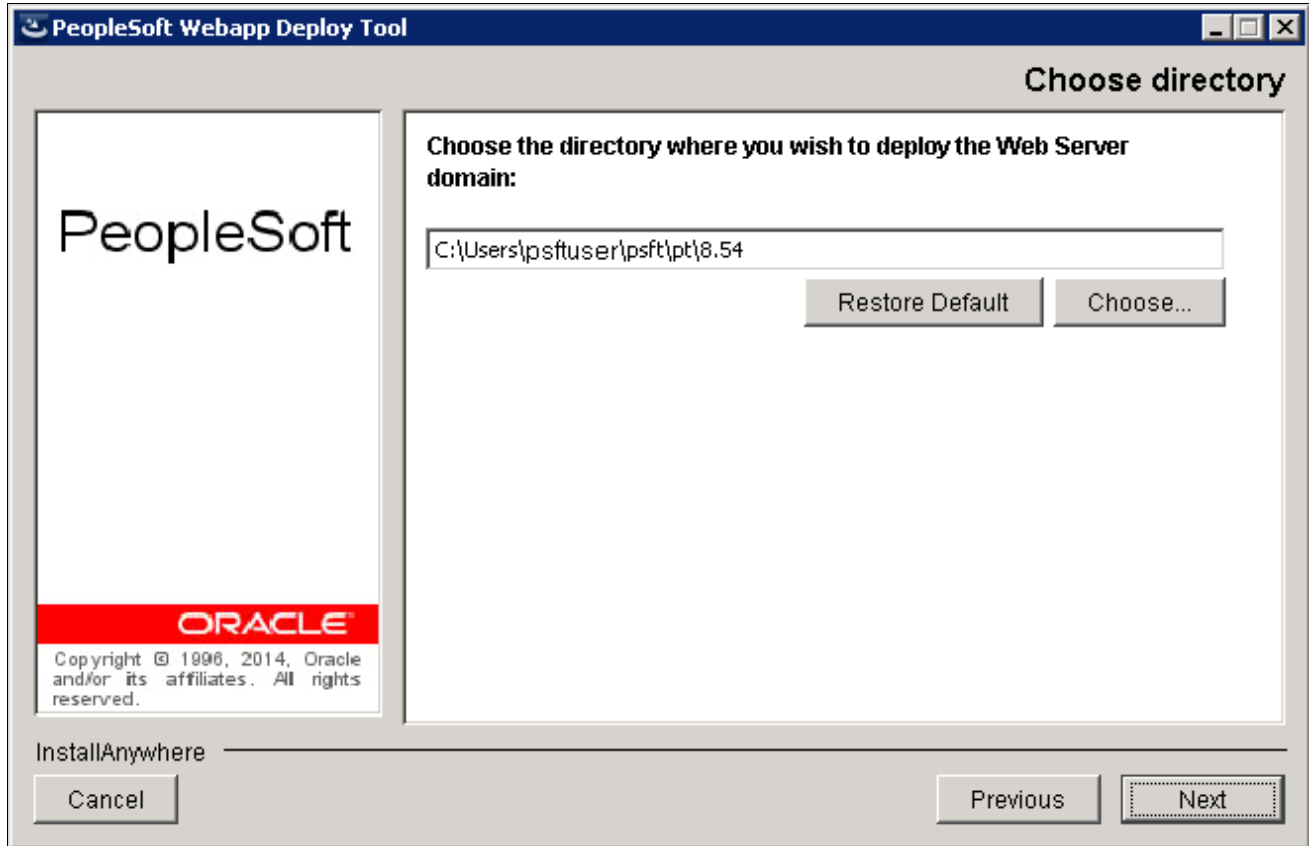 PeopleSoft Webapp Deploy Tool
Choose directory
PeopleSoft
ORACLE
Copyright © 1996, 2014, Oracle
and/or its affiliates. All rights
reserved.
Choose the directory where you wish to deploy the Web Server
domain:
C:\Users\psftuser\psft\pt\8.54
Restore Default
Choose...
InstallAnywhere
Cancel
Previous
Next